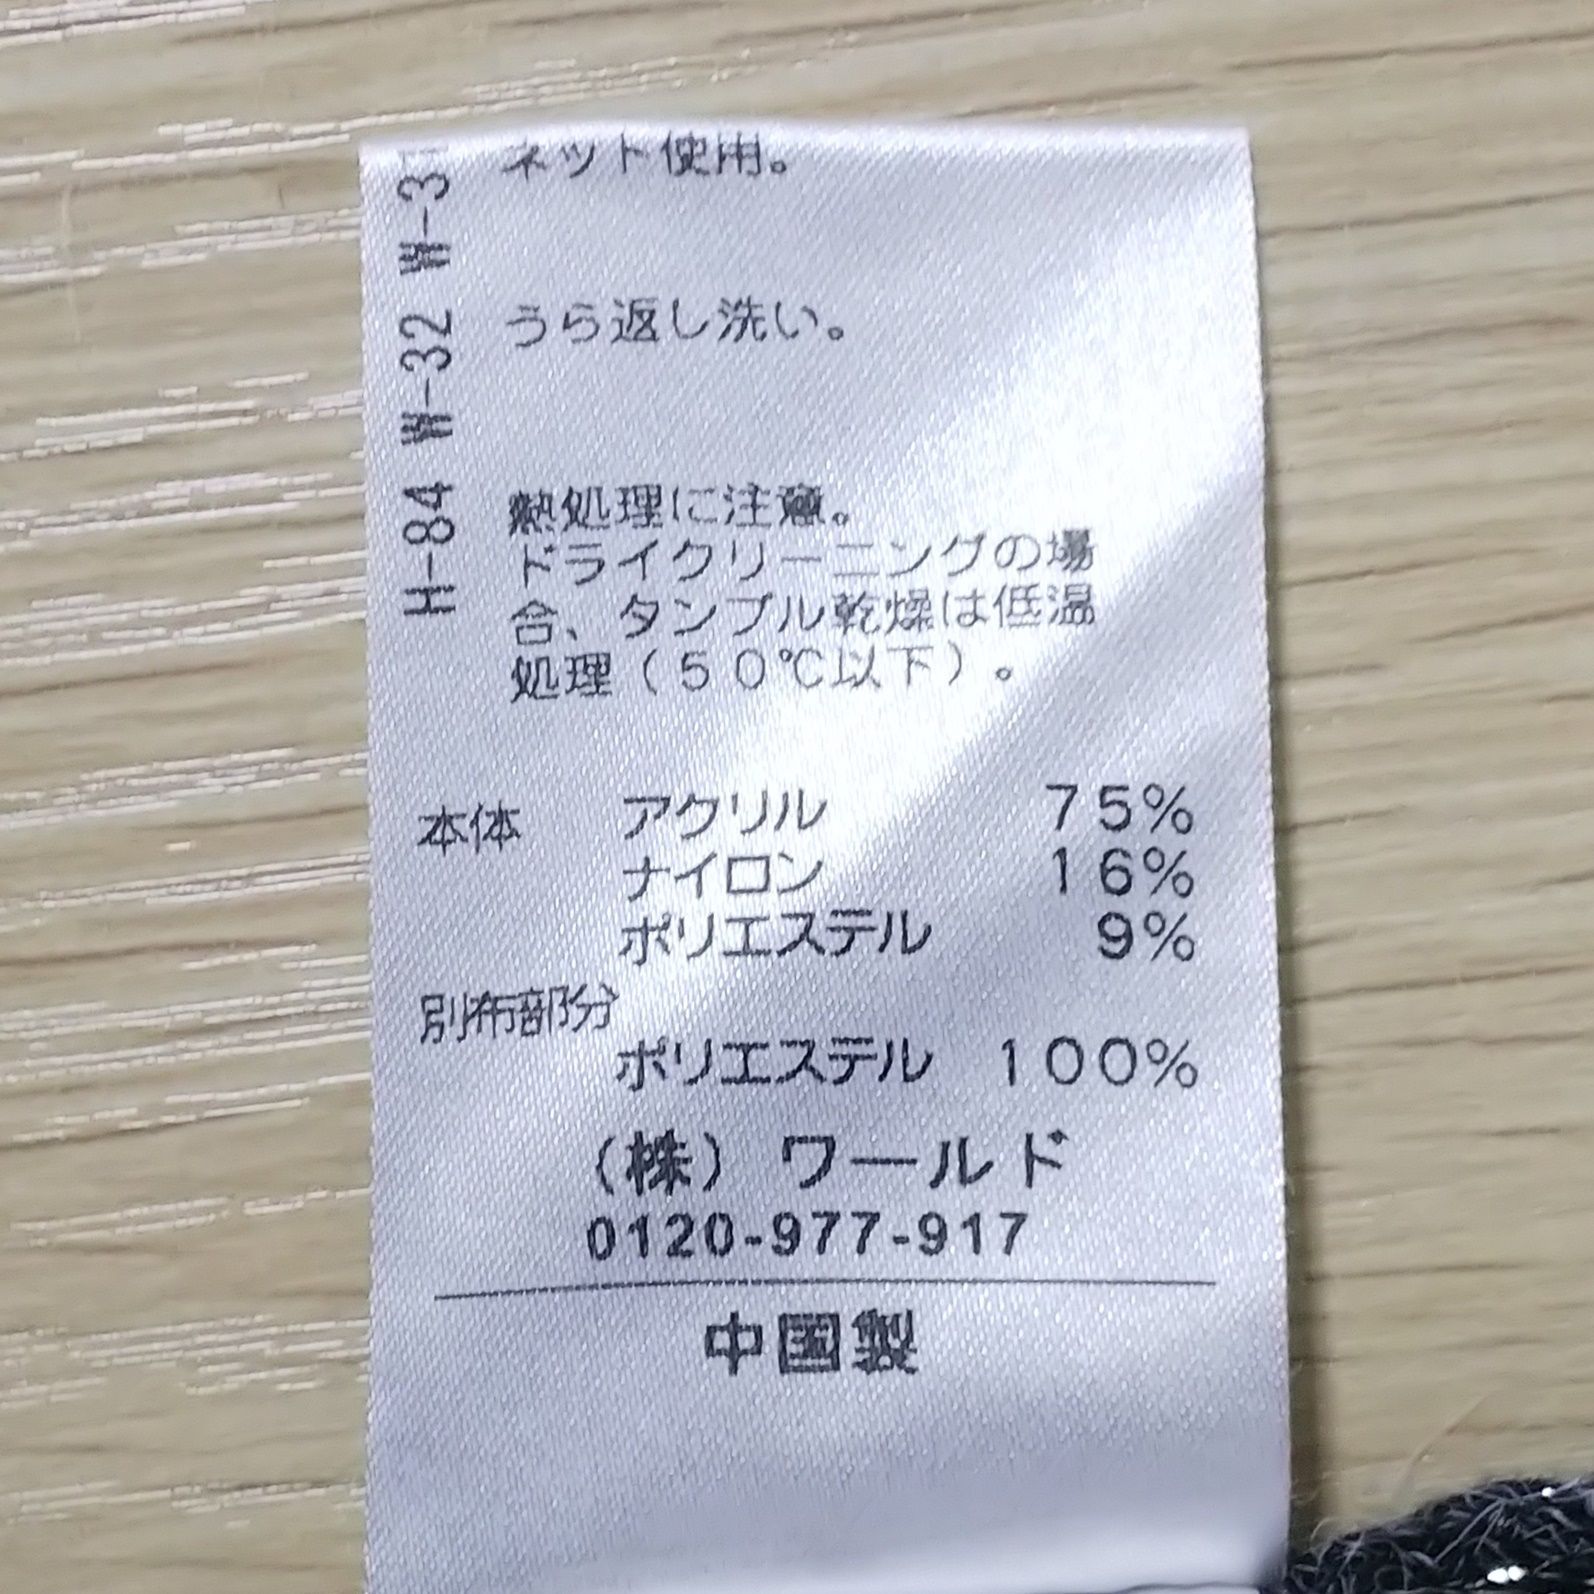 ネット使用。
うら返し洗い。
熱処理に注意。
ドライクリーニングの場
合、タンブル乾燥は低温
処理(50℃以下)。
H-84 W-32 W-3
本体 アクリル 75%
ナイロン 16%
ポリエステル 9%
別布部分
ポリエステル 100%
(株) ワールド
0120-977-917
中国製